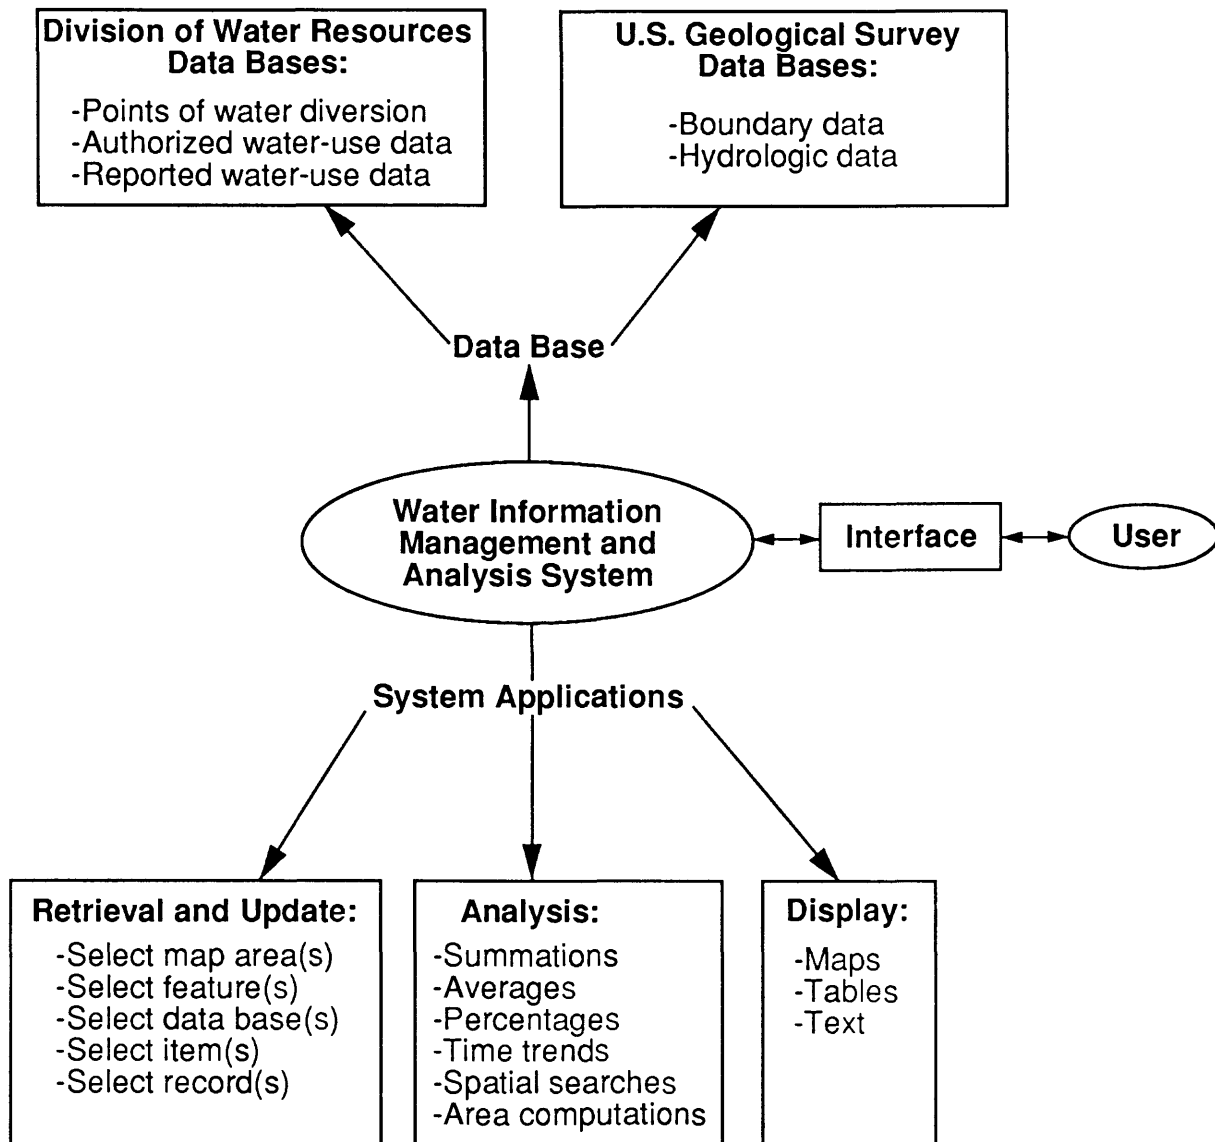 Division of Water Resources
Data Bases:
-Points of water diversion
-Authorized water-use data
-Reported water-use data
U.S. Geological Survey
Data Bases:
-Boundary data
-Hydrologic data
Data Base
Water Information
Management and
Analysis System
Interface
User
System Applications
Retrieval and Update:
-Select map area(s)
-Select feature(s)
-Select data base(s)
-Select item(s)
-Select record(s)
Analysis:
-Summations
-Averages
-Percentages
-Time trends
-Spatial searches
-Area computations
Display:
-Maps
-Tables
-Text